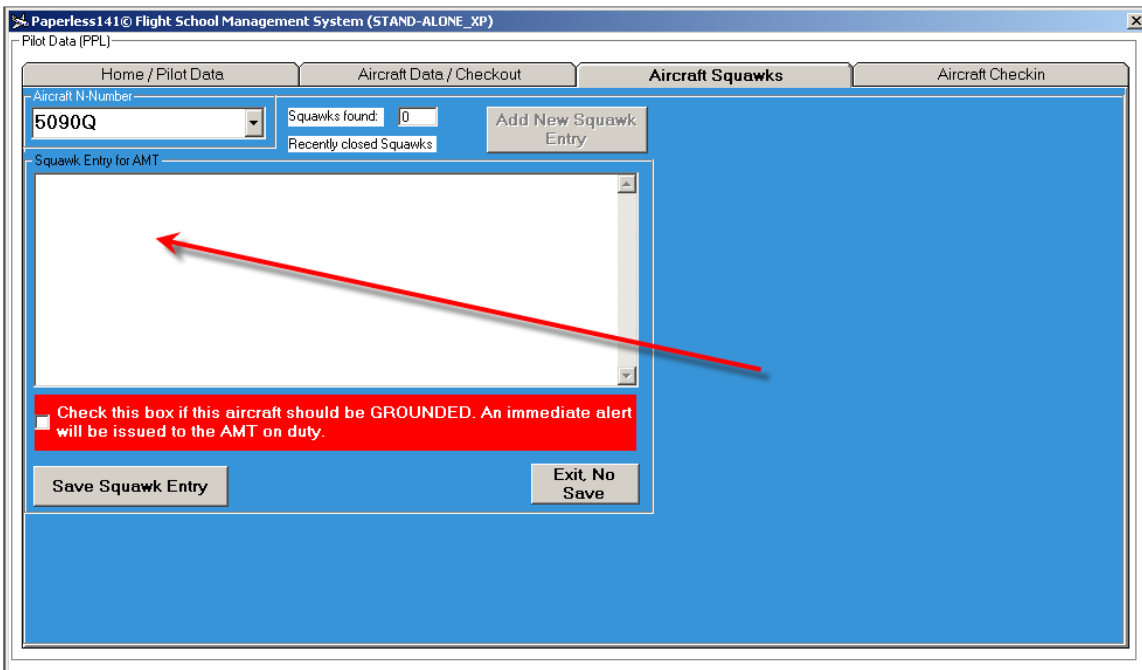 Paperless141© Flight School Management System (STAND-ALONE_XP)
Pilot Data (PPL)
Home / Pilot Data
Aircraft Data / Checkout
Aircraft Squawks
Aircraft Checkin
Aircraft N-Number
5090Q
Squawks found: 0
Recently closed Squawks
Add New Squawk
Entry
Squawk Entry for AMT
Check this box if this aircraft should be GROUNDED. An immediate alert
will be issued to the AMT on duty.
Save Squawk Entry
Exit, No
Save